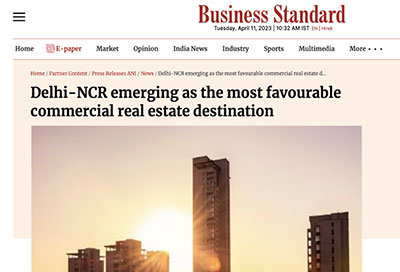 Business Standard
Tuesday, April 11, 2023 | 10:32 AM IST EN | Hindi
Home E-paper Market Opinion India News Industry Sports Multimedia More
Home / Partner Content / Press Releases ANI / News / Delhi-NCR emerging as the most favourable commercial real estate d...
Delhi-NCR emerging as the most favourable
commercial real estate destination